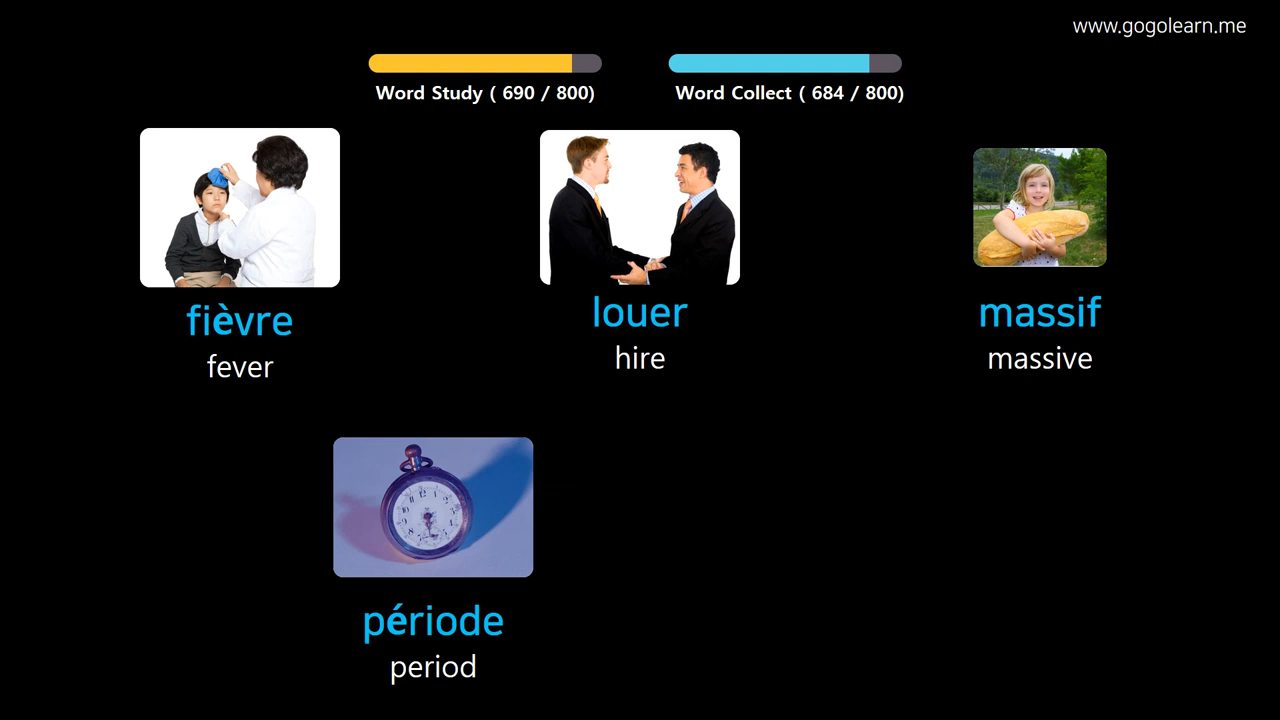 www.gogolearn.me
Word Study ( 690 / 800)
Word Collect ( 684 / 800)
fièvre
fever
louer
hire
massif
massive
période
period